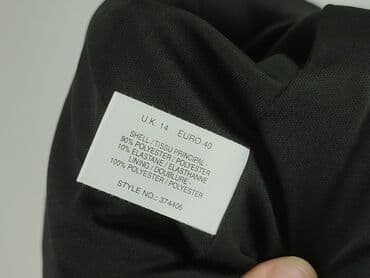 U.K. 14 EURO 40
SHELL / TISSU PRINCIPAL -
90% POLYESTER / POLYESTER
10% ELASTANE / ELASTHANNE
LINING / DOUBLURE -
100% POLYESTER / POLYESTER
STYLE NO.: 374406